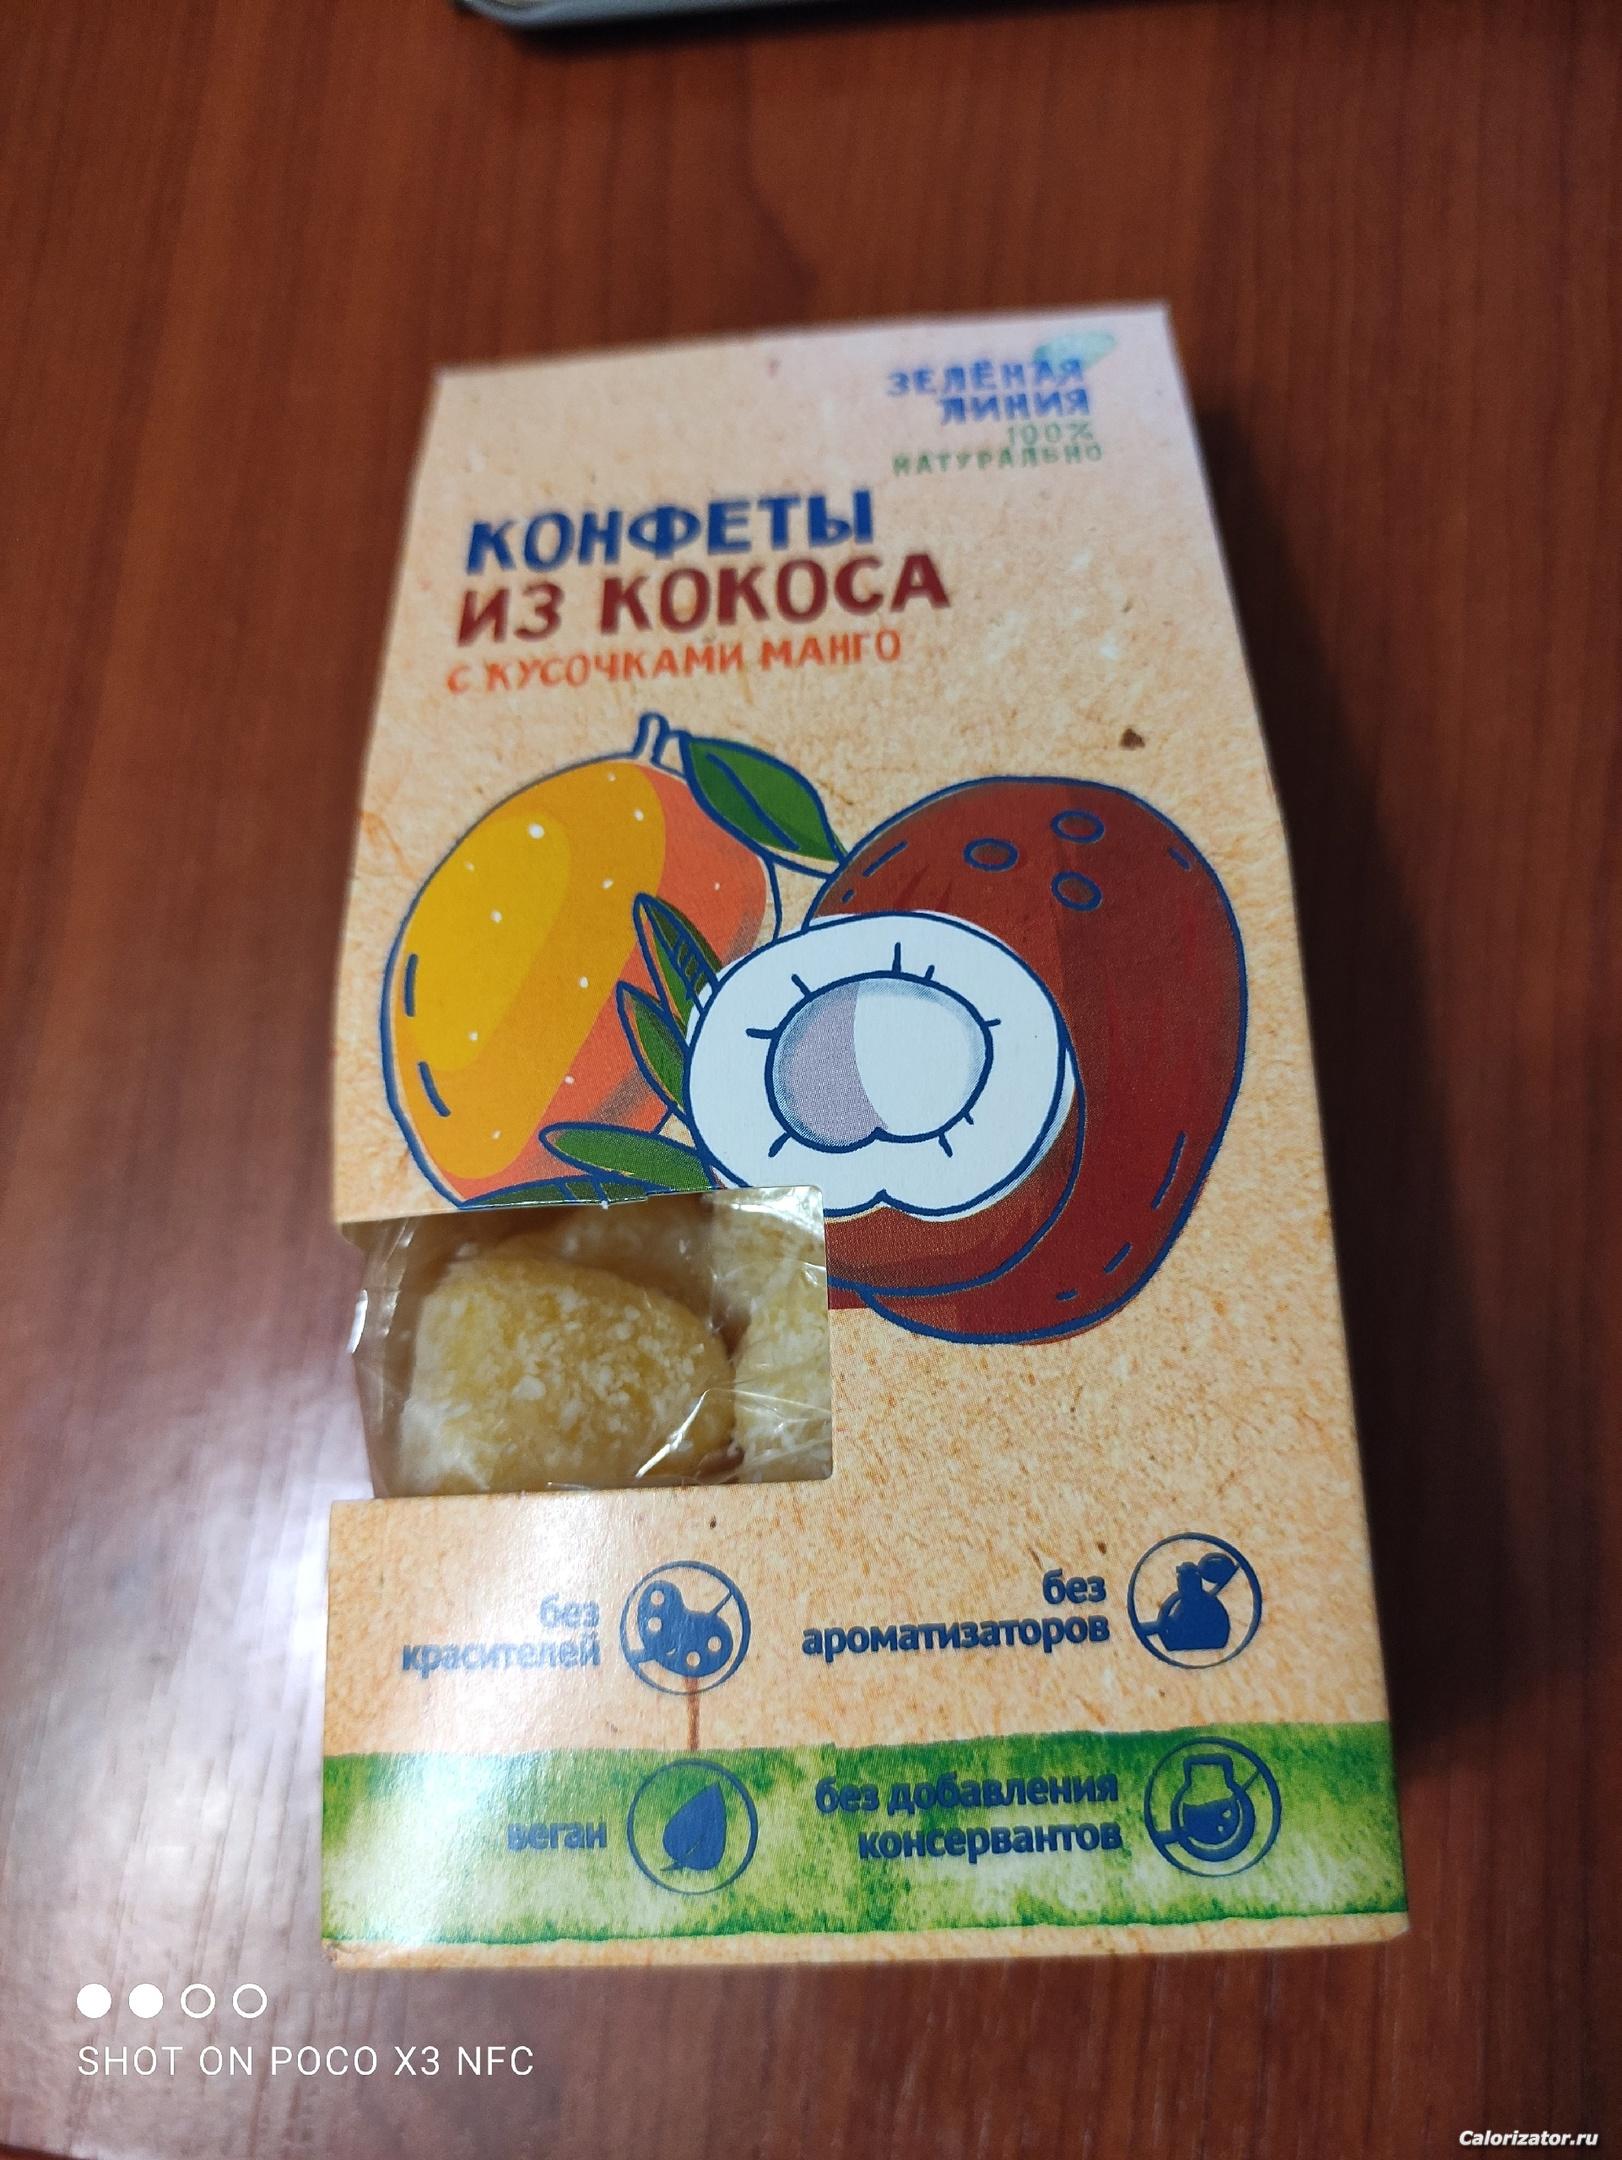 ЗЕЛЁНАЯ
ЛИНИЯ
100%
НАТУРАЛЬНО
КОНФЕТЫ
ИЗ КОКОСА
С КУСОЧКАМИ МАНГО
без
красителей
без
ароматизаторов
веган
без добавления
консервантов
SHOT ON POCO X3 NFC
Calorizator.ru